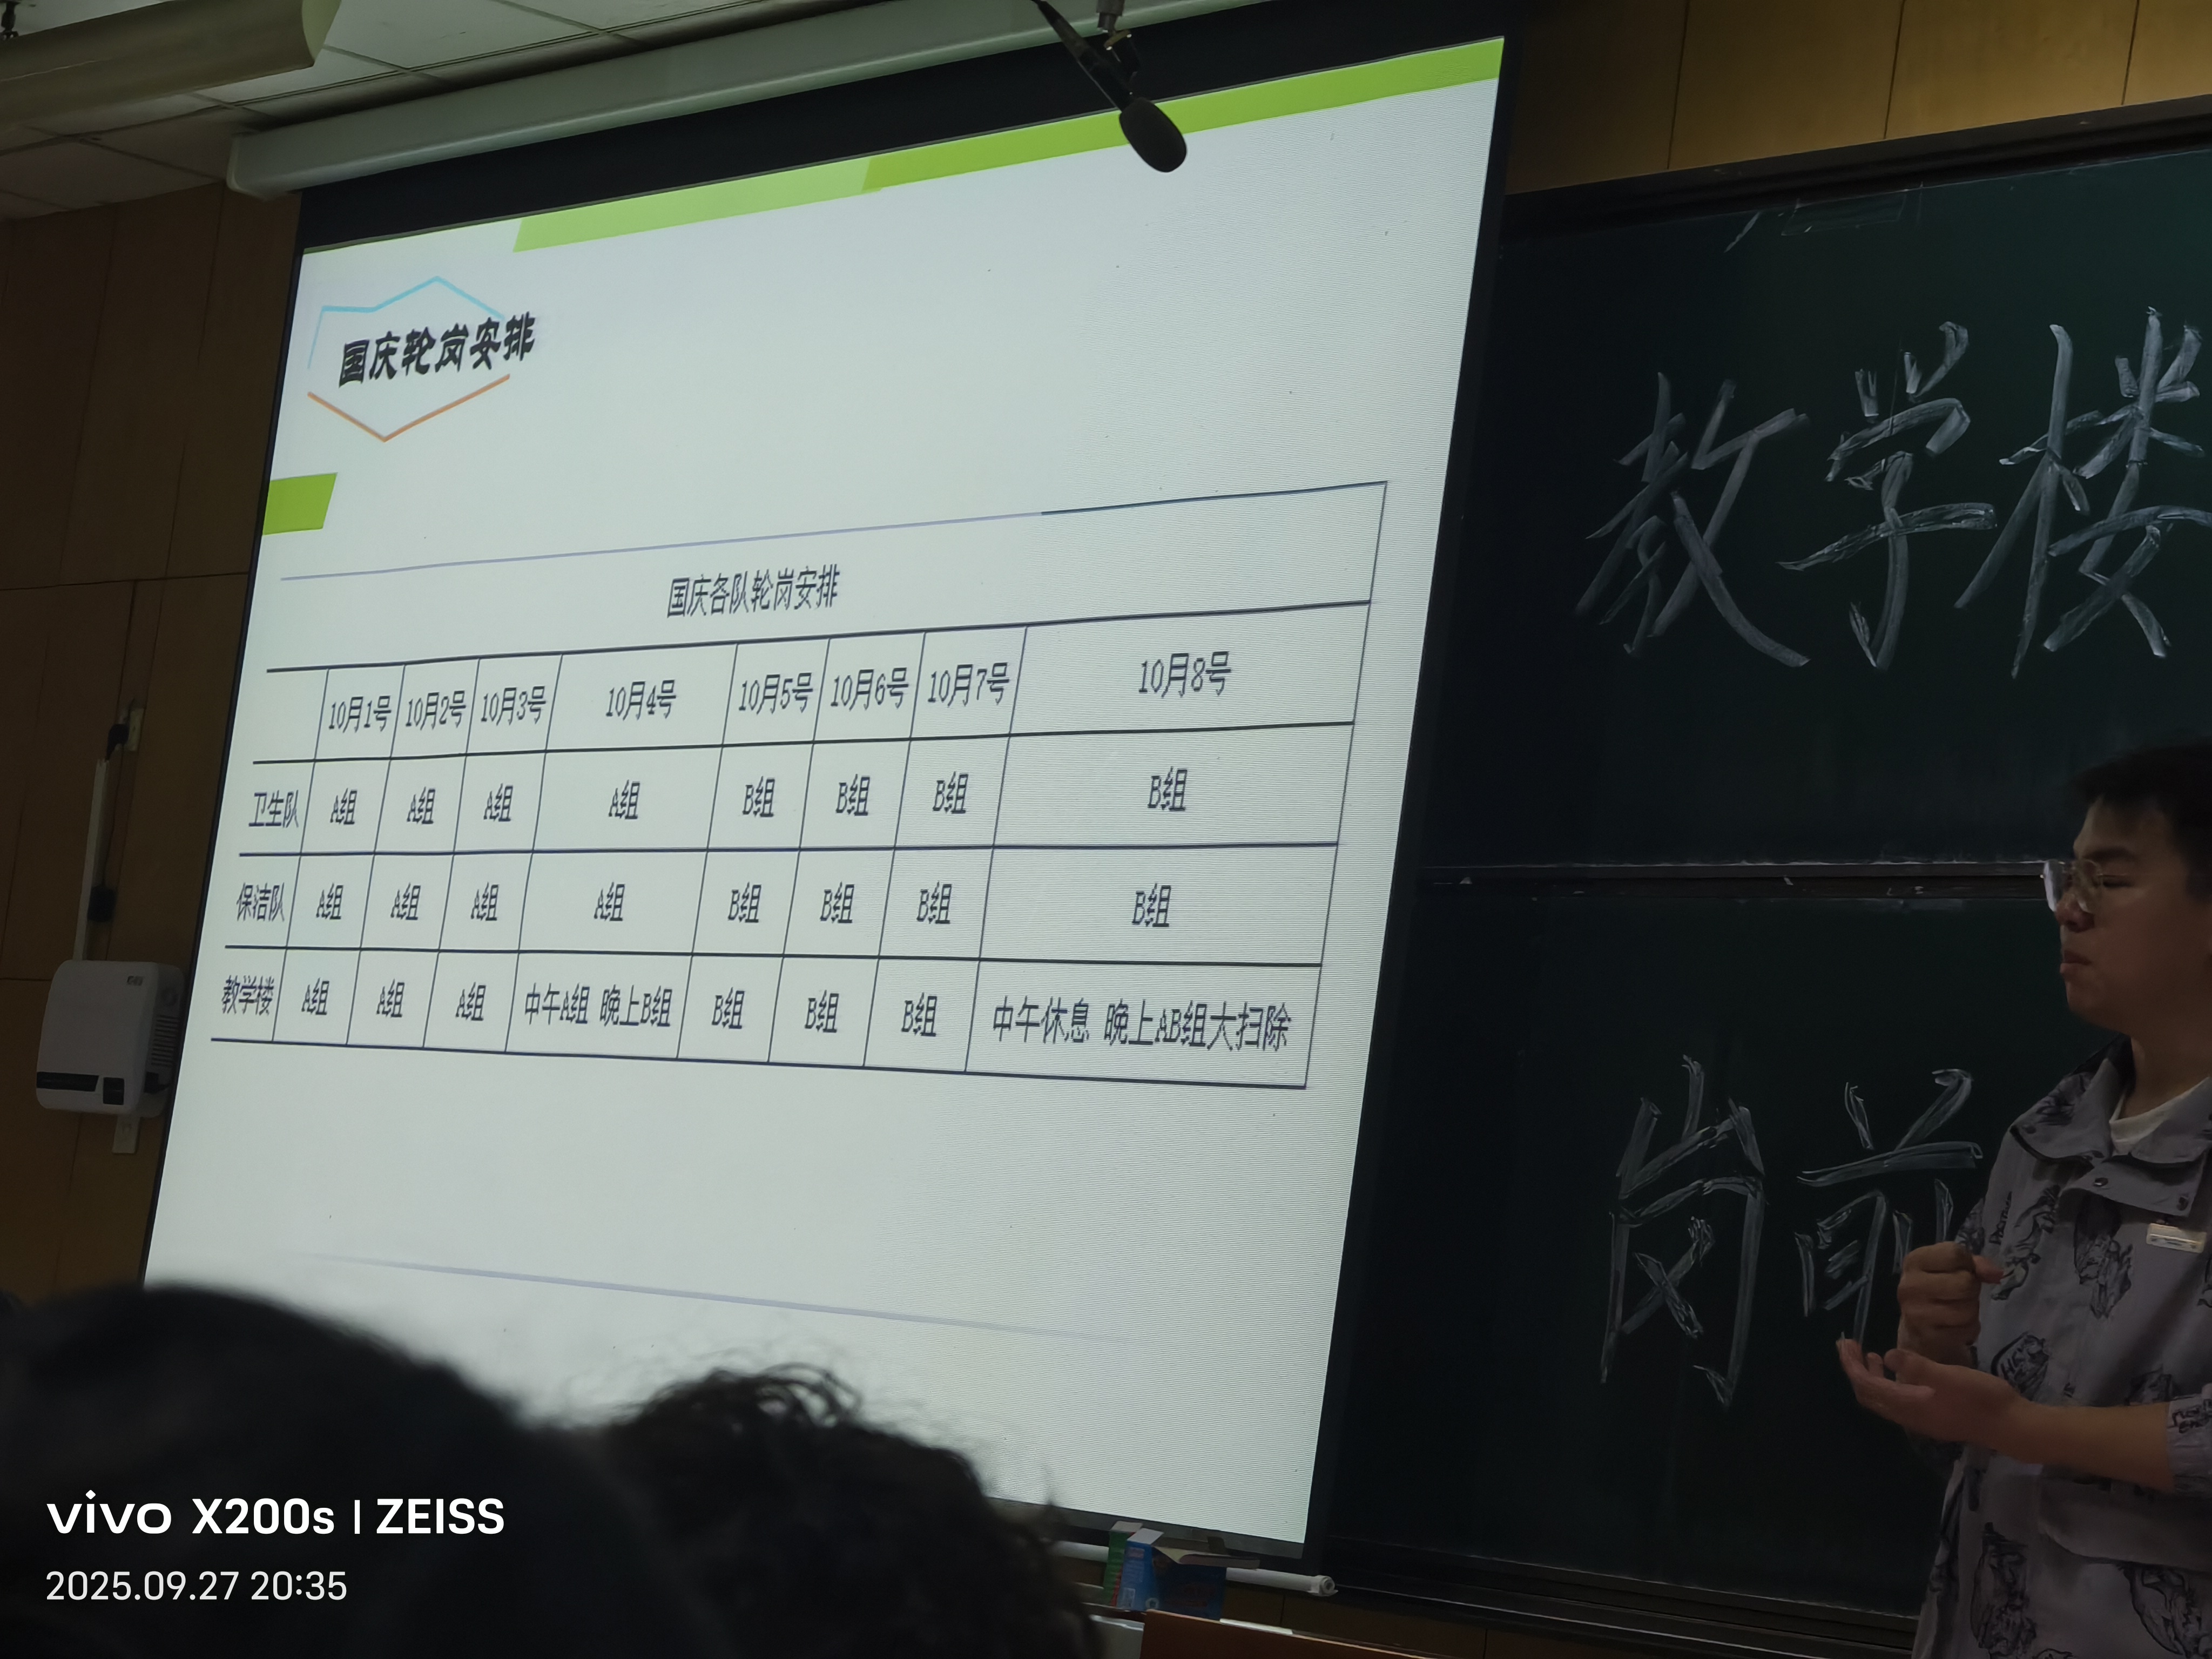 国庆轮岗安排
国庆各队轮岗安排
10月1号 10月2号 10月3号 10月4号 10月5号 10月6号 10月7号 10月8号
卫生队 A组 A组 A组 A组 B组 B组 B组 B组
保洁队 A组 A组 A组 A组 B组 B组 B组 B组
教学楼 A组 A组 A组 中午A组 晚上B组 B组 B组 B组 中午休息 晚上AB组大扫除
教学楼
岗前
vivo X200s | ZEISS
2025.09.27 20:35